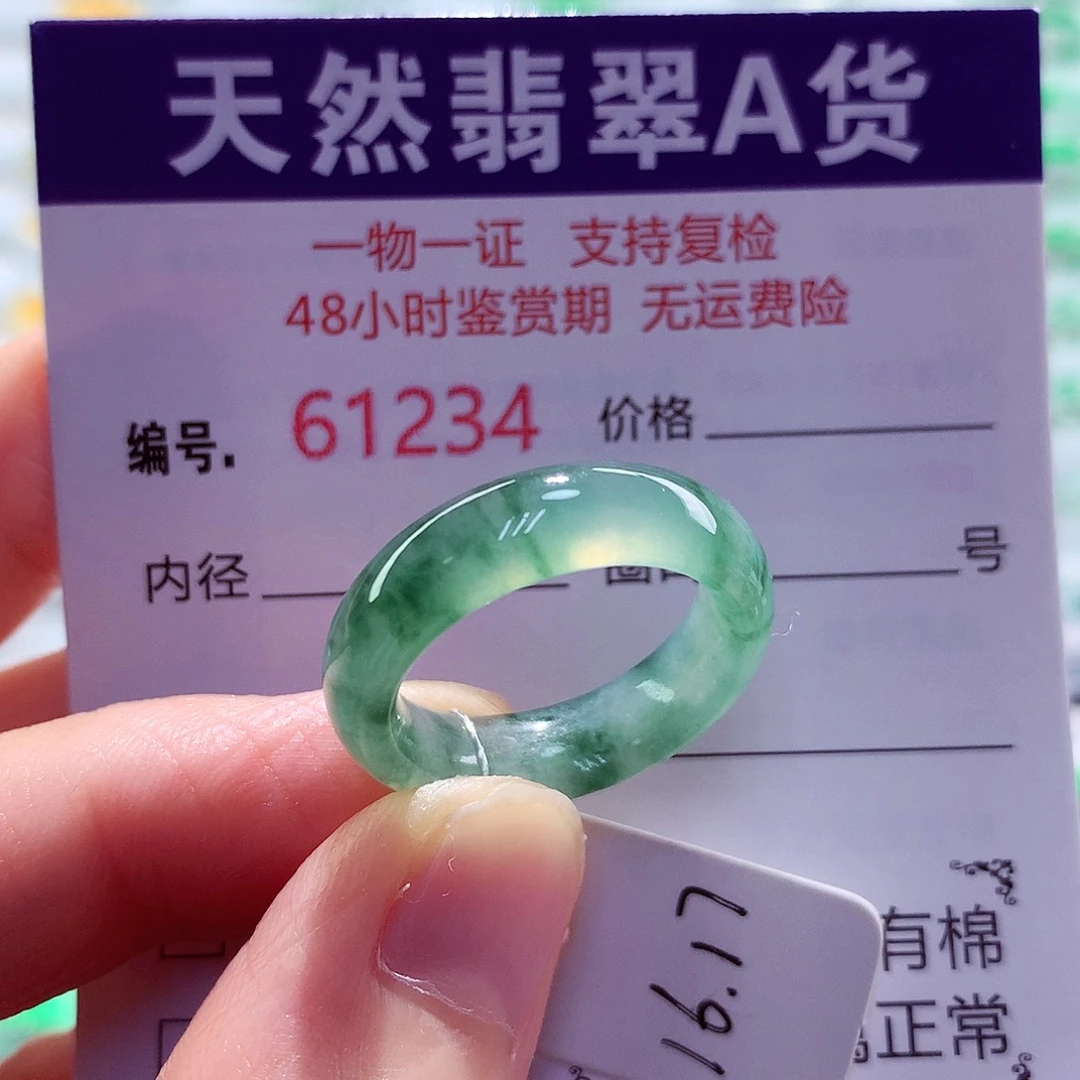 天然翡翠A货
一物一证 支持复检
48小时鉴赏期 无运费险
编号. 61234 价格
内径 号
有棉
正常
16.17